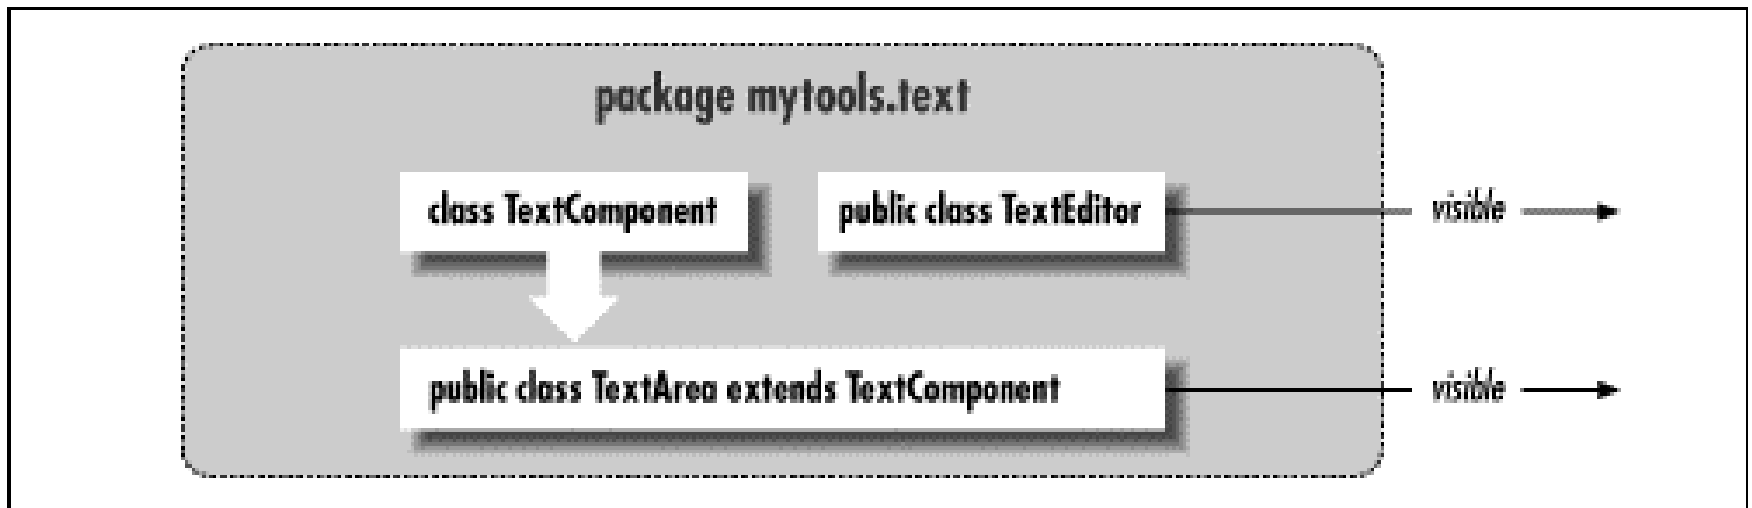 package mytools.text
class TextComponent
public class TextEditor
visible
public class TextArea extends TextComponent
visible